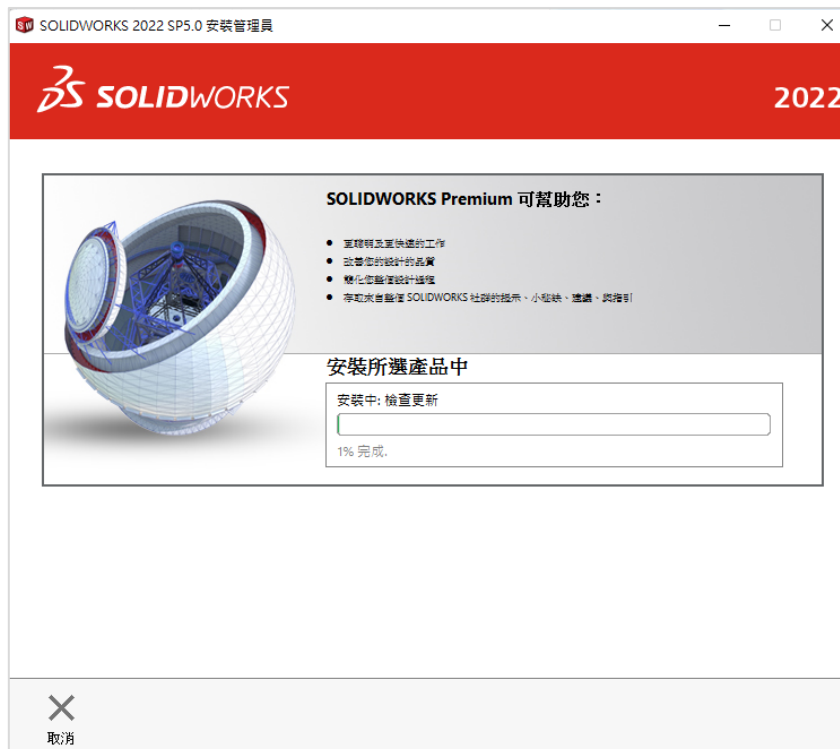 SOLIDWORKS 2022 SP5.0 安裝管理員
SOLIDWORKS
2022
SOLIDWORKS Premium 可幫助您：
更聰明及更快速的工作
改善您的設計的品質
簡化您整個設計過程
存取來自整個 SOLIDWORKS 社群的提示、小秘訣、建議、與指引
安裝所選產品中
安裝中: 檢查更新
1% 完成.
取消